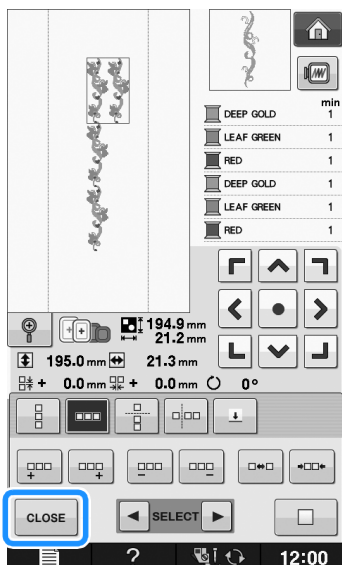 min
DEEP GOLD 1
LEAF GREEN 1
RED 1
DEEP GOLD 1
LEAF GREEN 1
RED 1
194.9 mm
21.2 mm
195.0 mm 21.3 mm
+ 0.0 mm + 0.0 mm 0°
+ + − −
CLOSE SELECT
? 12:00